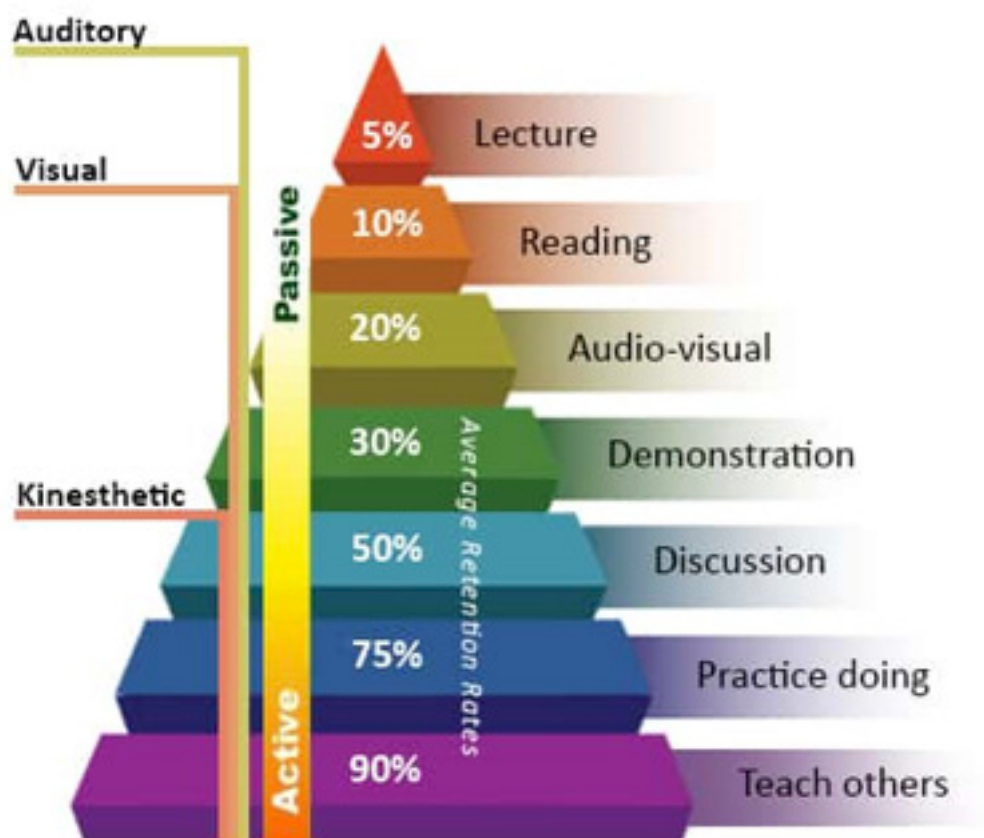 Auditory
5%
Lecture
Visual
Passive
10%
Reading
20%
Audio-visual
30%
Demonstration
Average Retention Rates
Kinesthetic
50%
Discussion
75%
Practice doing
Active
90%
Teach others